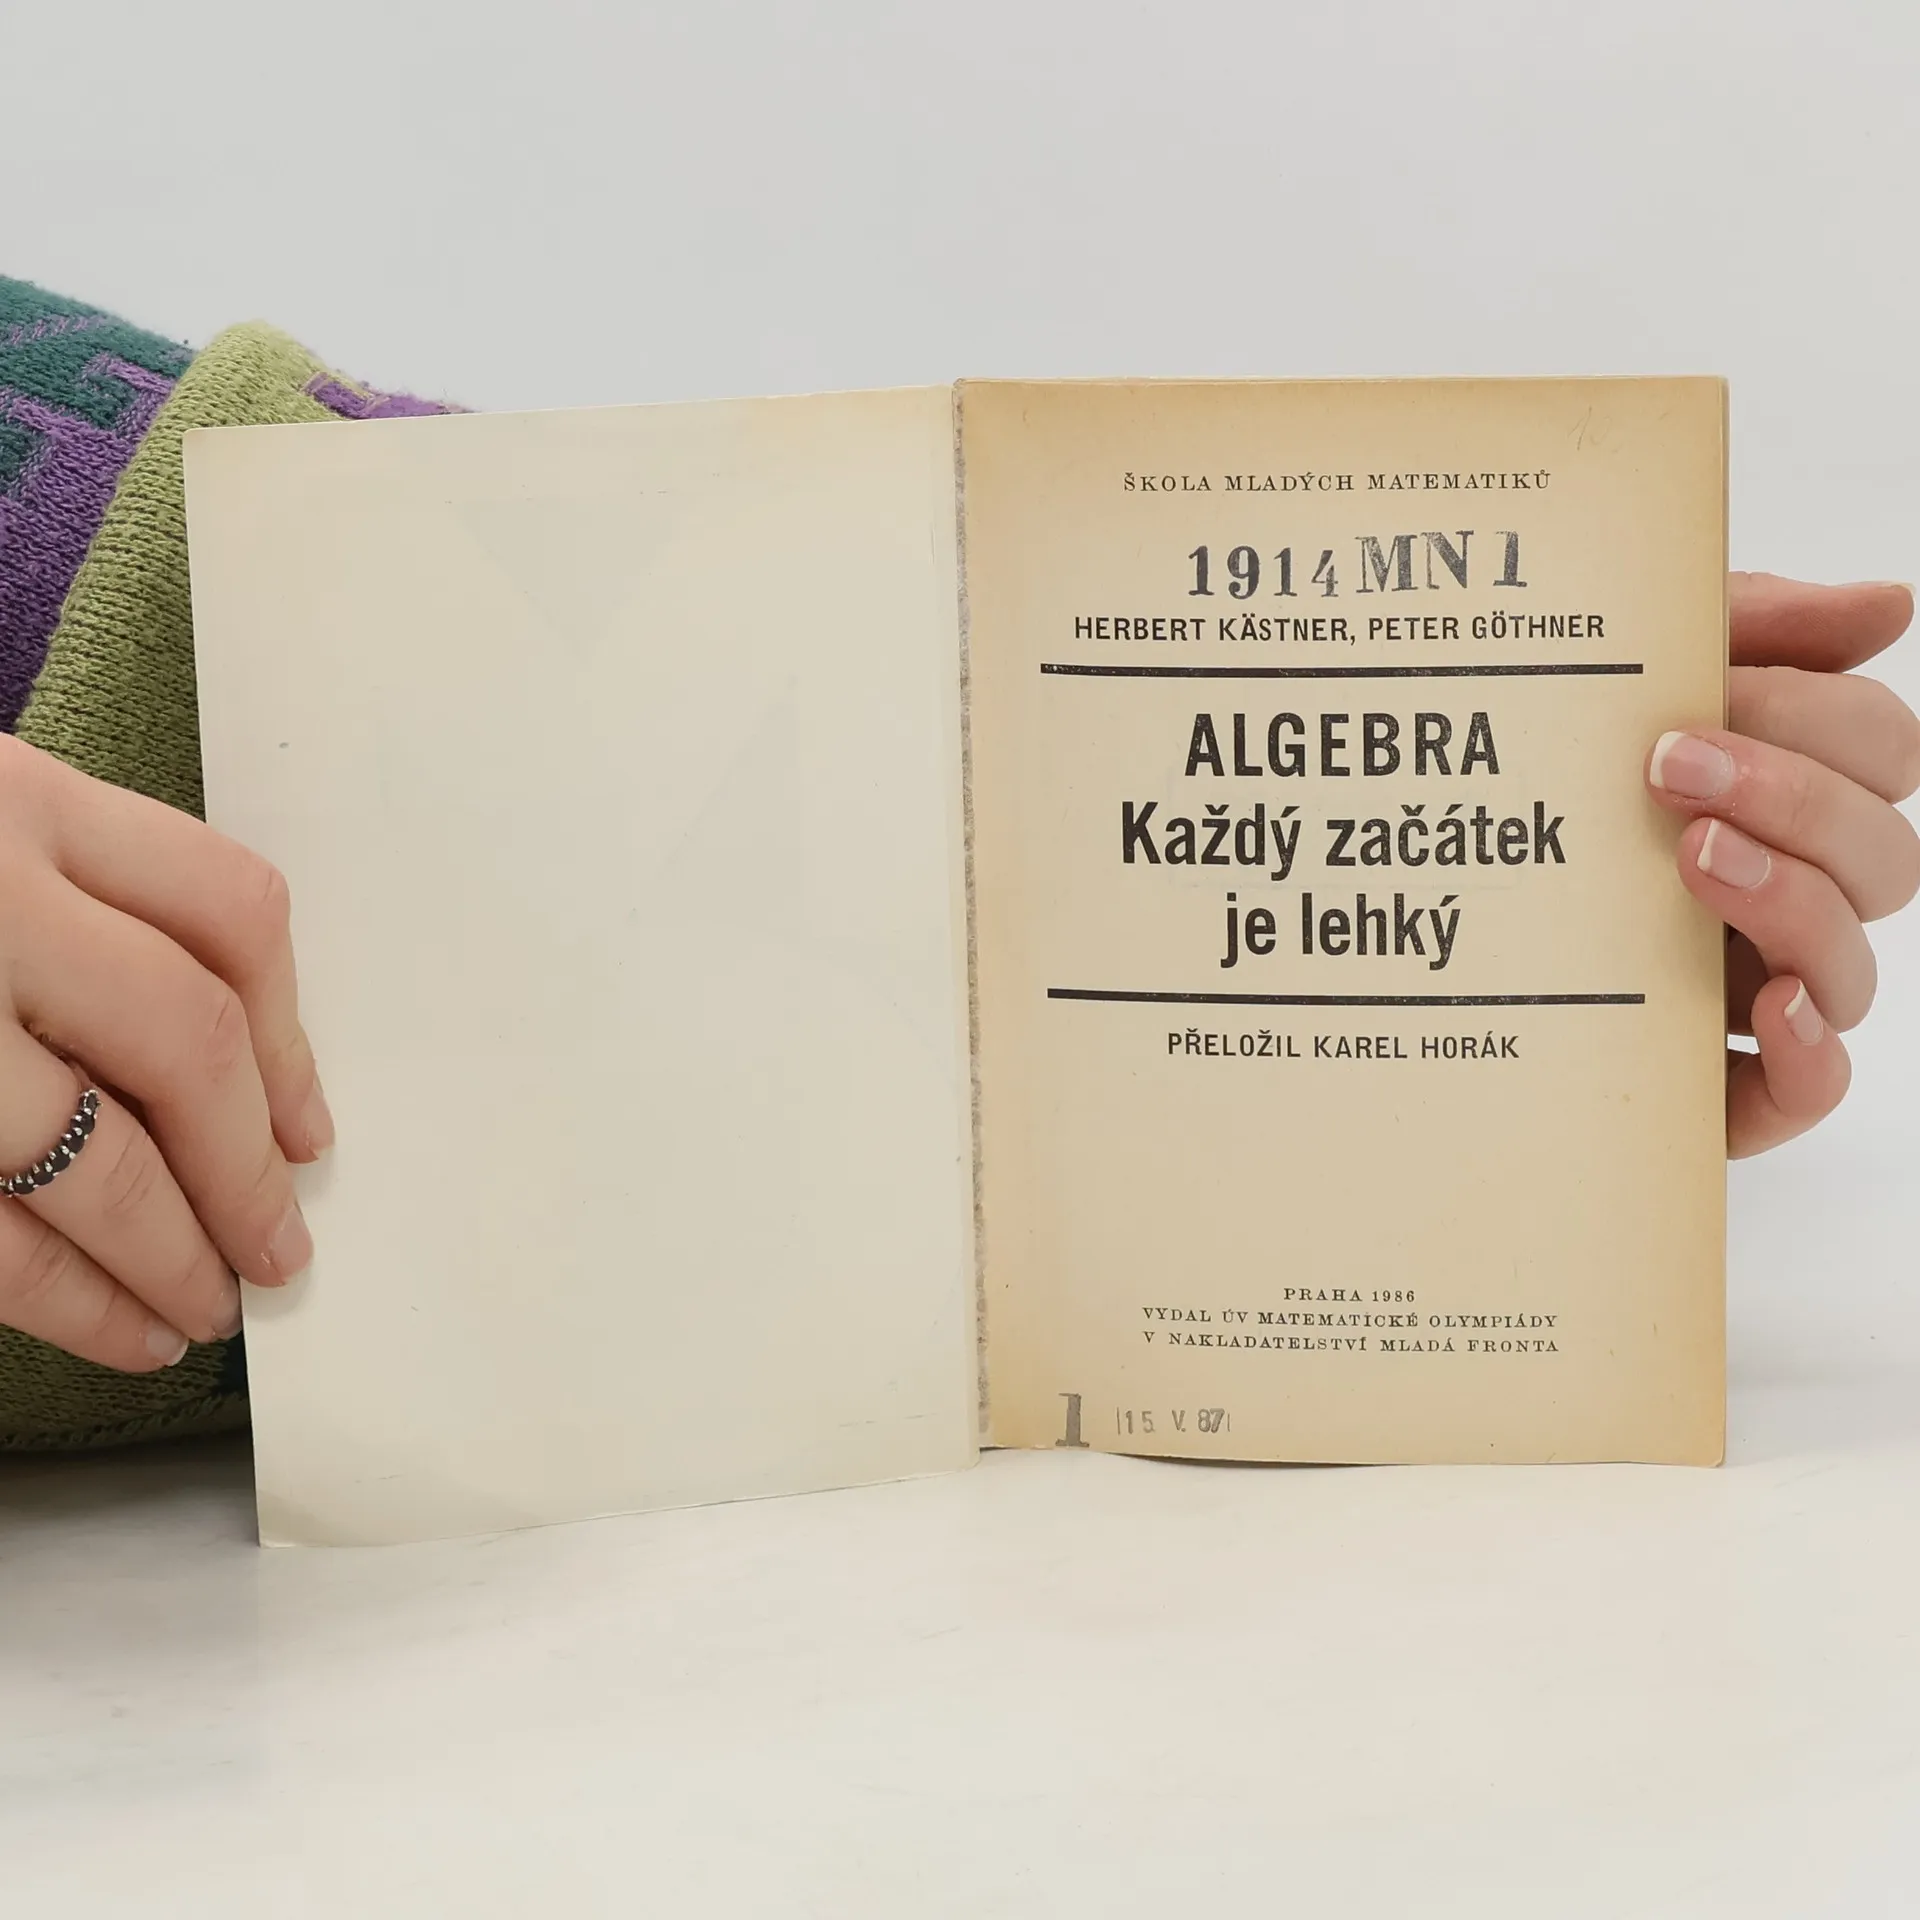 ŠKOLA MLADÝCH MATEMATIKŮ
1914 MN 1
HERBERT KÄSTNER, PETER GÖTHNER
ALGEBRA
Každý začátek
je lehký
PŘELOŽIL KAREL HORÁK
PRAHA 1986
VYDAL ÚV MATEMATICKÉ OLYMPIÁDY
V NAKLADATELSTVÍ MLADÁ FRONTA
1 15. V. 87